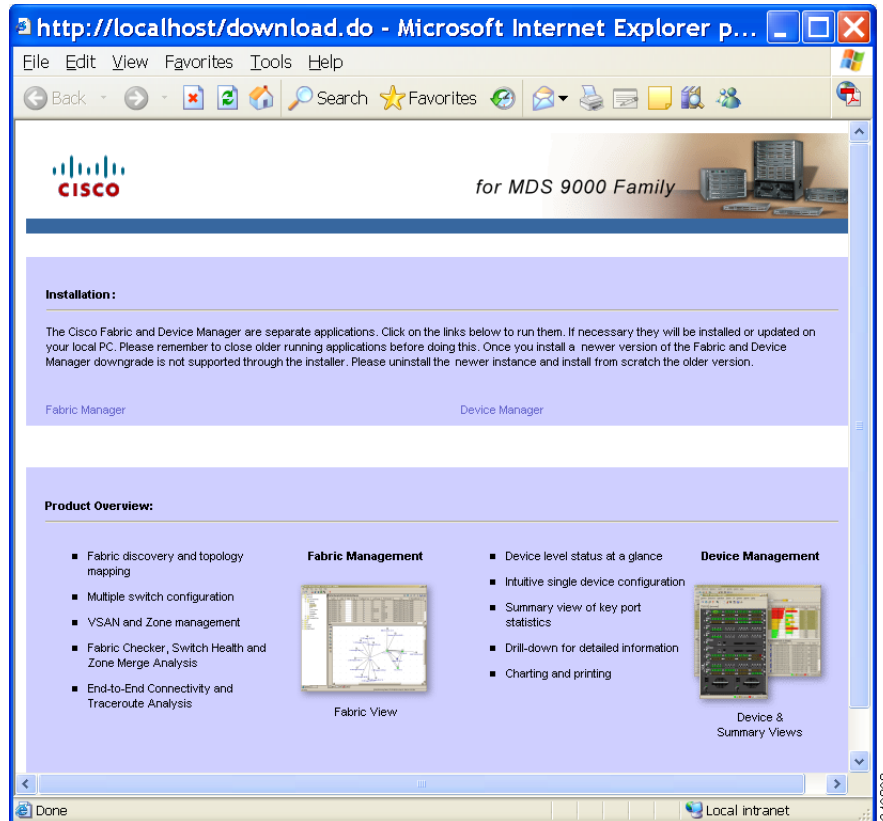 http://localhost/download.do - Microsoft Internet Explorer p...
File Edit View Favorites Tools Help
Back Search Favorites
CISCO
for MDS 9000 Family
Installation :
The Cisco Fabric and Device Manager are separate applications. Click on the links below to run them. If necessary they will be installed or updated on
your local PC. Please remember to close older running applications before doing this. Once you install a newer version of the Fabric and Device
Manager downgrade is not supported through the installer. Please uninstall the newer instance and install from scratch the older version.
Fabric Manager Device Manager
Product Overview:
Fabric discovery and topology
mapping
Multiple switch configuration
VSAN and Zone management
Fabric Checker, Switch Health and
Zone Merge Analysis
End-to-End Connectivity and
Traceroute Analysis
Fabric Management
Fabric View
Device level status at a glance
Intuitive single device configuration
Summary view of key port
statistics
Drill-down for detailed information
Charting and printing
Device Management
Device &
Summary Views
Done Local intranet